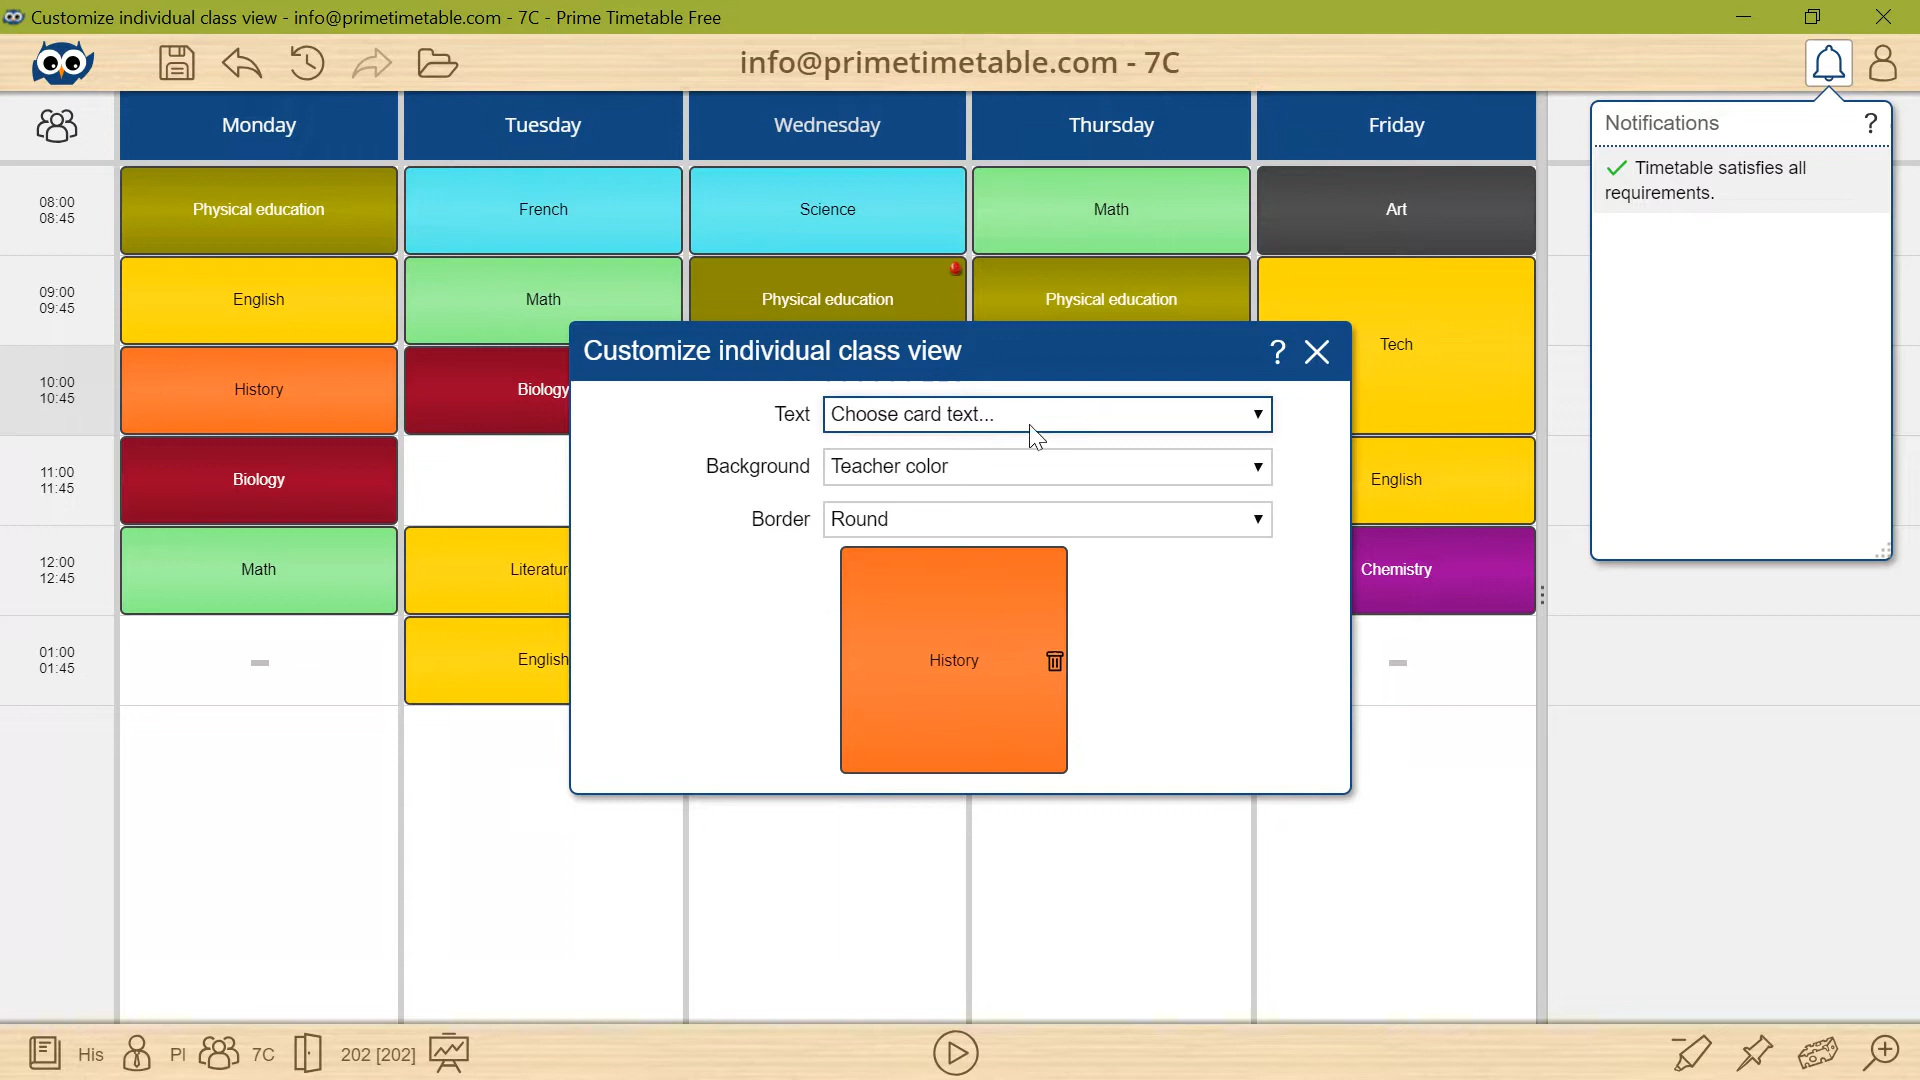 Customize individual class view - info@primetimetable.com - 7C - Prime Timetable Free
info@primetimetable.com - 7C
Monday
Tuesday
Wednesday
Thursday
Friday
Notifications ?
Timetable satisfies all
requirements.
08:00
08:45
Physical education
French
Science
Math
Art
09:00
09:45
English
Math
Physical education
Physical education
Tech
10:00
10:45
History
Biology
11:00
11:45
Biology
English
12:00
12:45
Math
Literatur
Chemistry
01:00
01:45
English
Customize individual class view ?
Text Choose card text...
Background Teacher color
Border Round
History
His Pl 7C 202 [202]